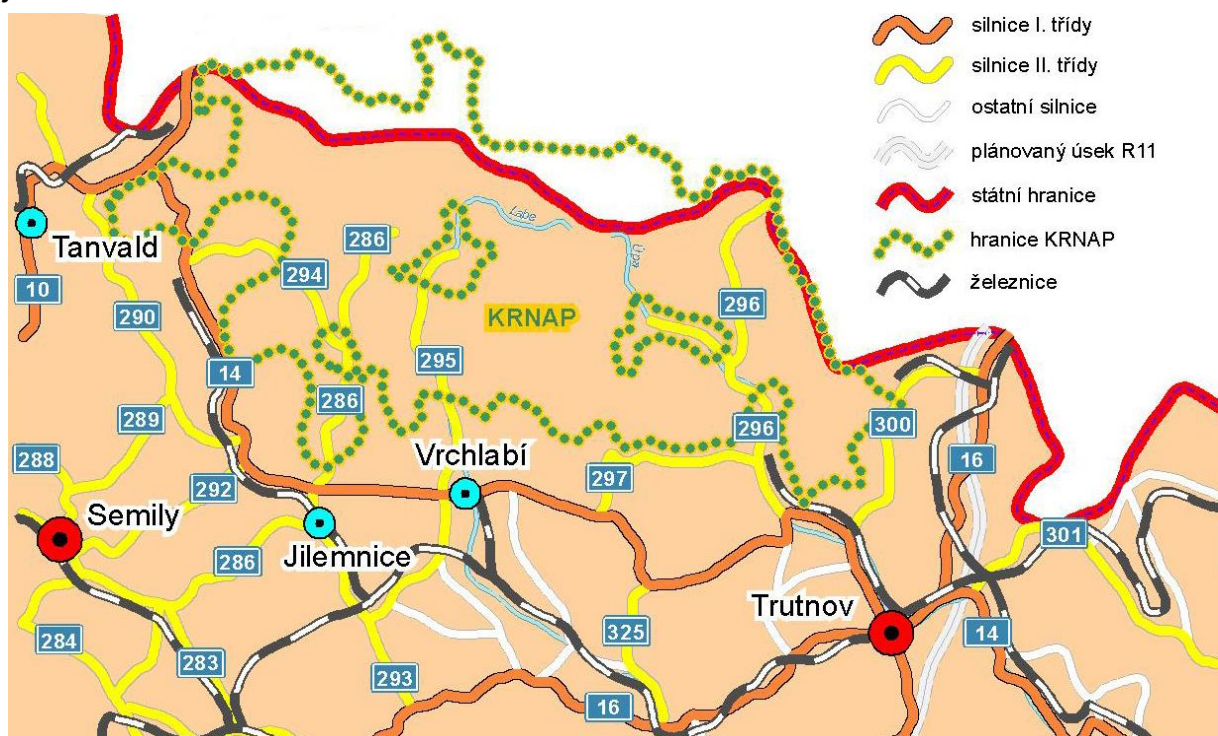 silnice I. třídy
silnice II. třídy
ostatní silnice
plánovaný úsek R11
státní hranice
hranice KRNAP
železnice
Labe
Úpa
Tanvald
286
294
10
296
290
KRNAP
295
14
286
289
300
296
Vrchlabí
288
16
292
297
Semily
301
Jilemnice
286
Trutnov
325
284
14
283
293
16